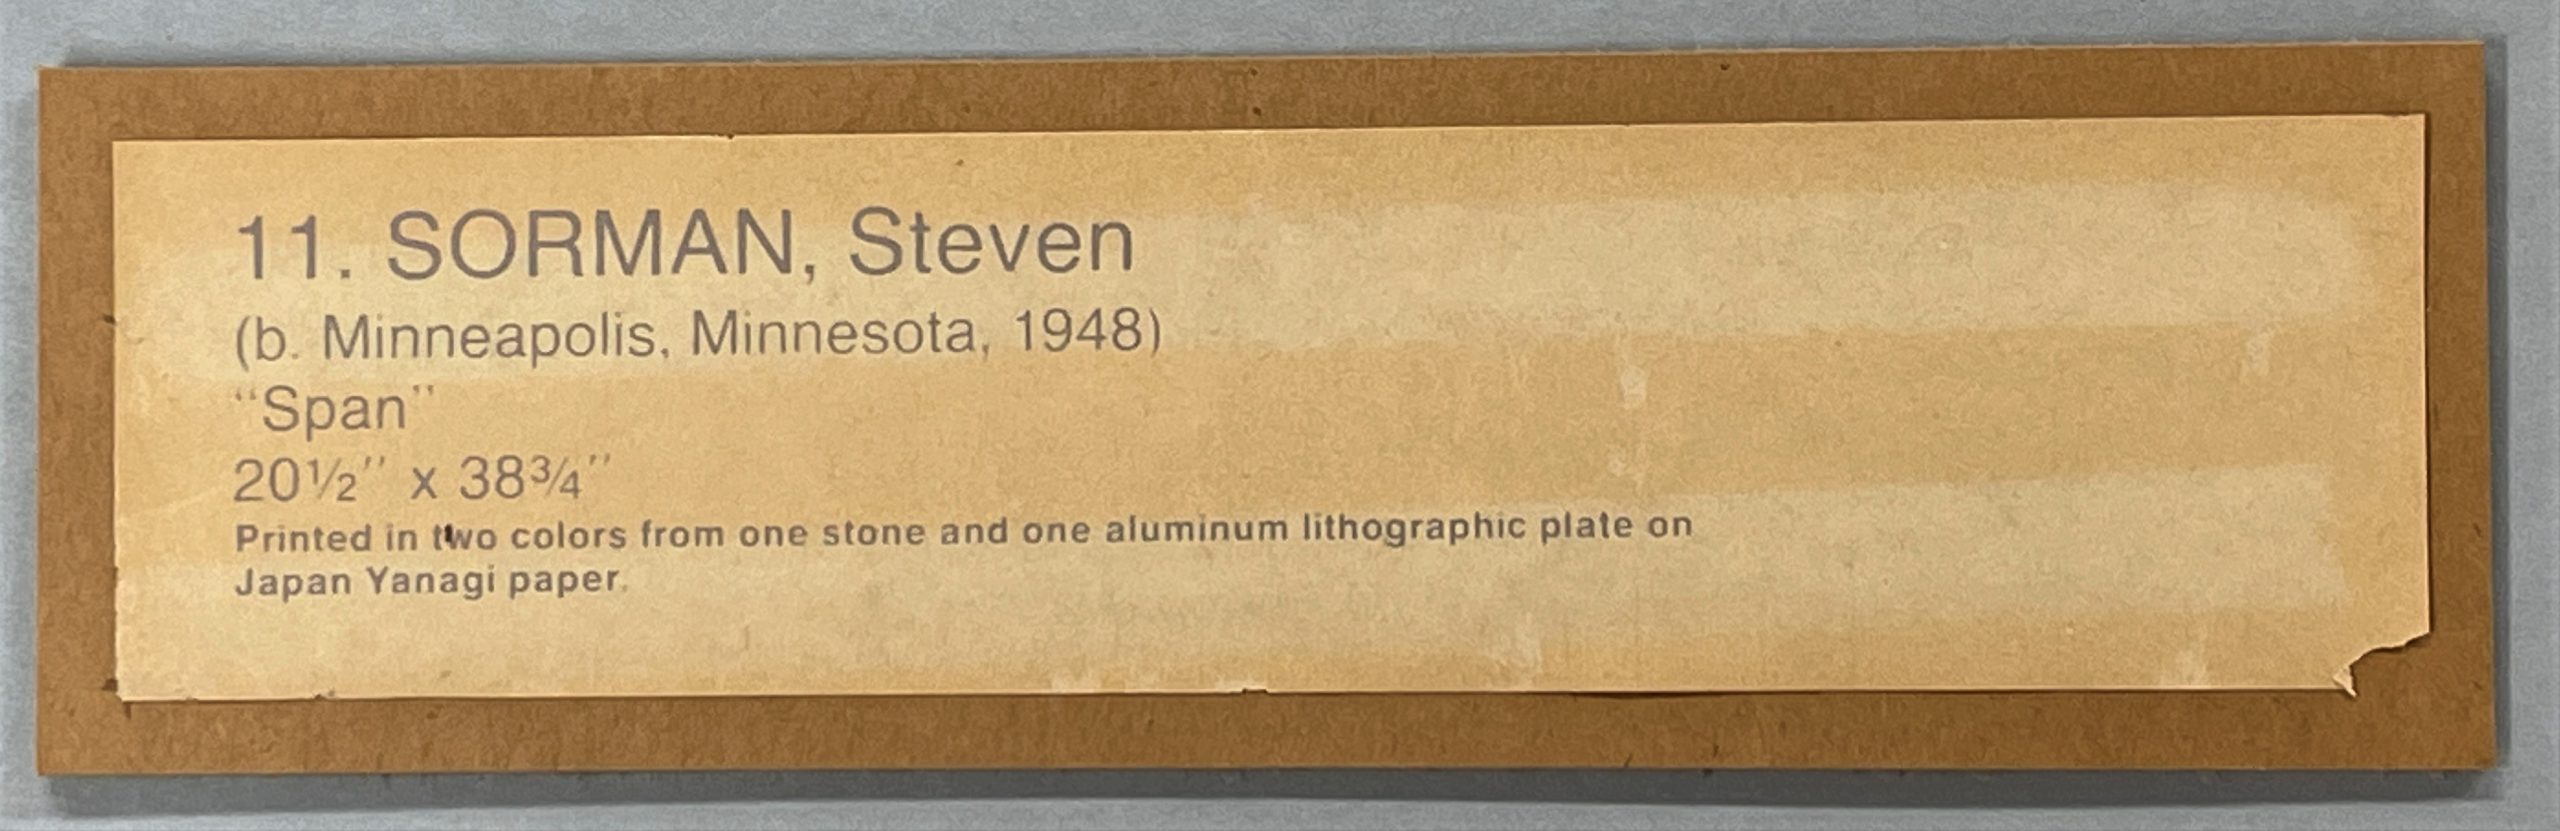 11. SORMAN, Steven
(b. Minneapolis, Minnesota, 1948)
"Span"
20½" x 38¾"
Printed in two colors from one stone and one aluminum lithographic plate on
Japan Yanagi paper.